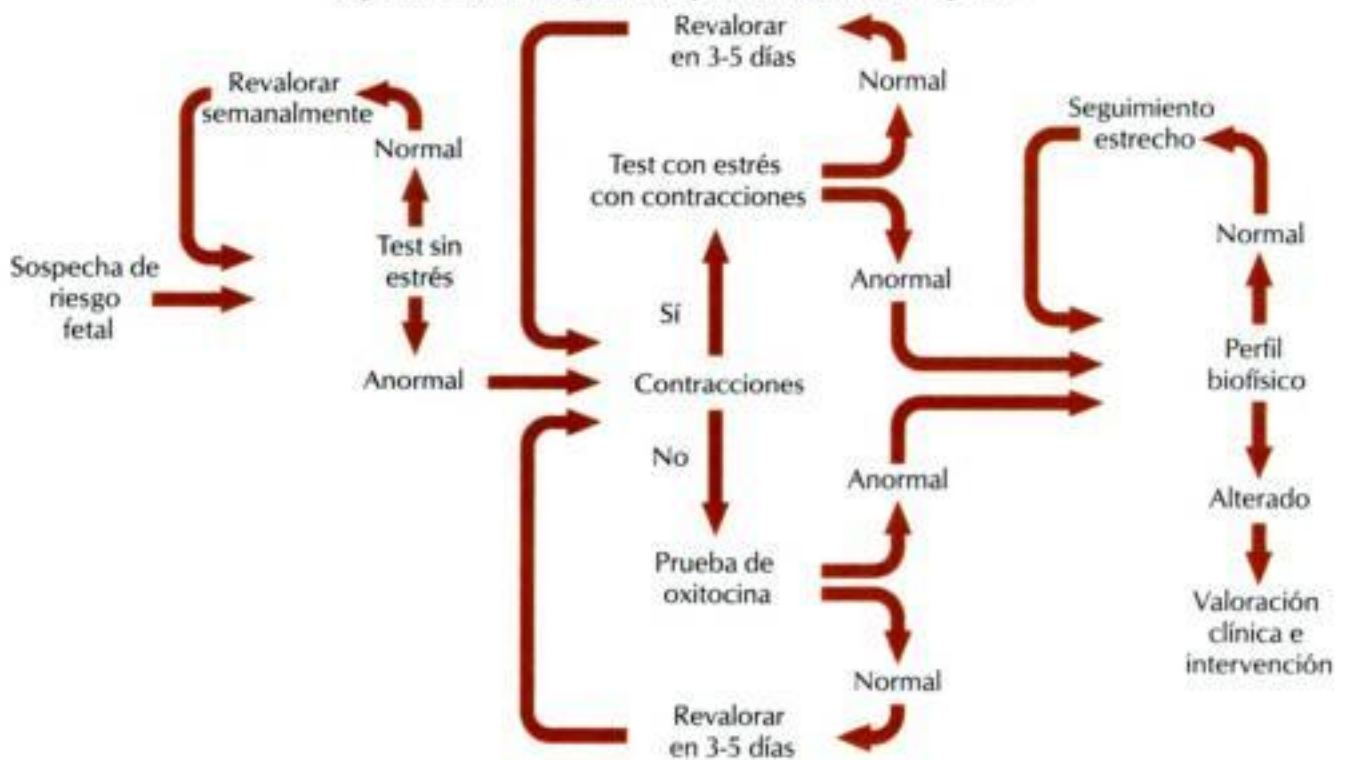 Sospecha de
riesgo
fetal
Revalorar
semanalmente
Normal
Test sin
estrés
Anormal
Revalorar
en 3-5 días
Normal
Test con estrés
con contracciones
Anormal
Sí
Contracciones
No
Anormal
Prueba de
oxitocina
Normal
Revalorar
en 3-5 días
Seguimiento
estrecho
Normal
Perfil
biofísico
Alterado
Valoración
clínica e
intervención